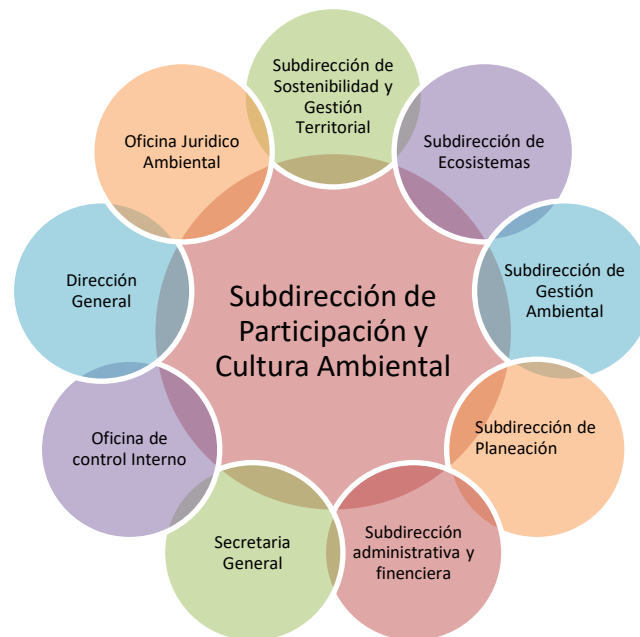 Subdirección de
Sostenibilidad y
Gestión
Territorial
Subdirección de
Ecosistemas
Subdirección de
Gestión
Ambiental
Subdirección de
Planeación
Subdirección
administrativa y
finenciera
Secretaria
General
Oficina de
control Interno
Dirección
General
Oficina Juridico
Ambiental
Subdirección de
Participación y
Cultura Ambiental